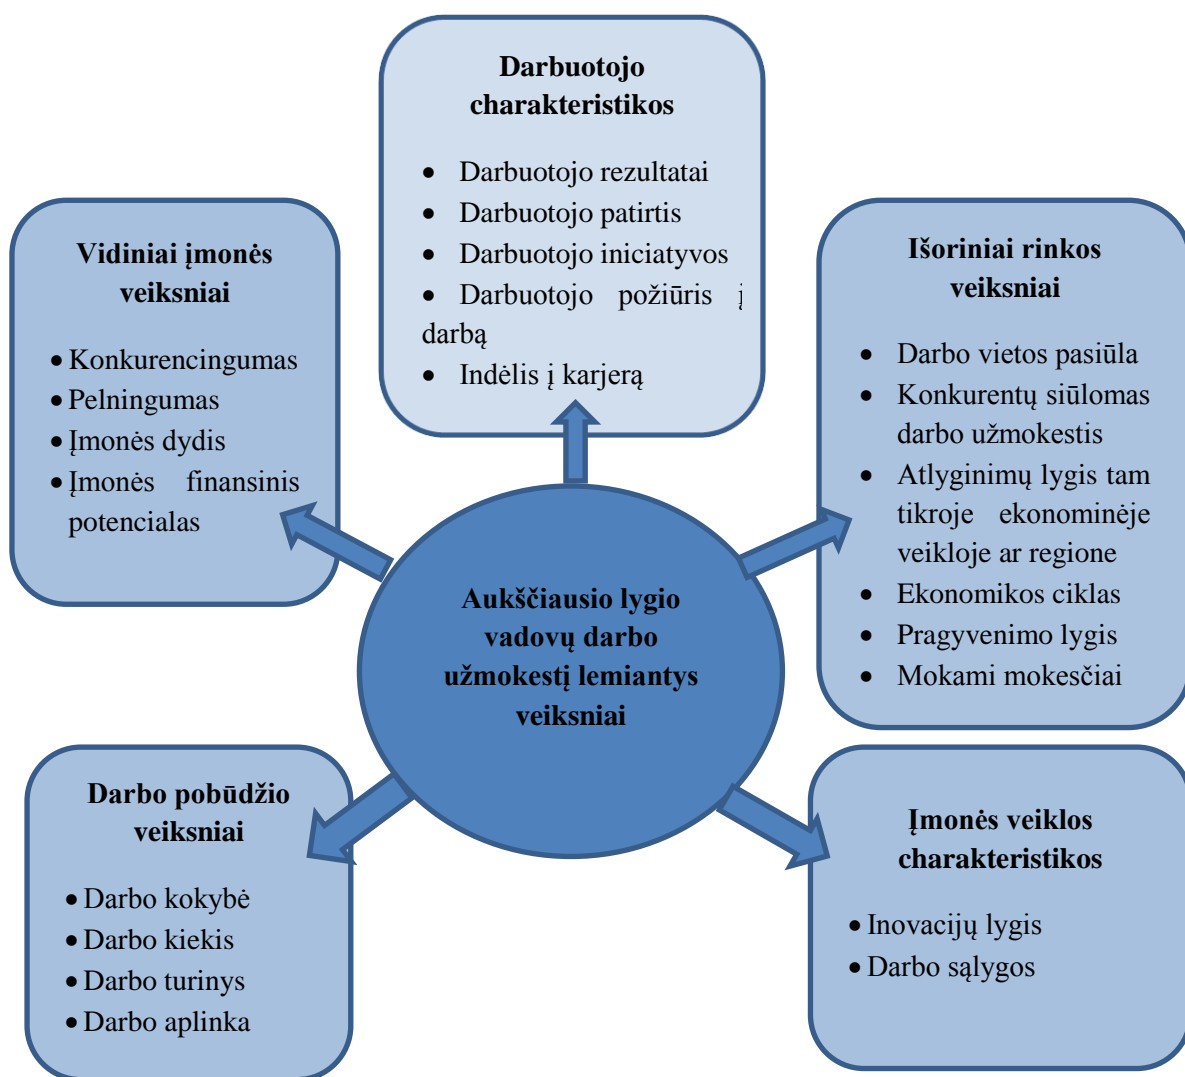 Darbuotojo
charakteristikos
• Darbuotojo rezultatai
• Darbuotojo patirtis
• Darbuotojo iniciatyvos
• Darbuotojo požiūris į
darbą
• Indėlis į karjerą
Vidiniai įmonės
veiksniai
• Konkurencingumas
• Pelningumas
• Įmonės dydis
• Įmonės finansinis
potencialas
Išoriniai rinkos
veiksniai
• Darbo vietos pasiūla
• Konkurentų siūlomas
darbo užmokestis
• Atlyginimų lygis tam
tikroje ekonominėje
veikloje ar regione
• Ekonomikos ciklas
• Pragyvenimo lygis
• Mokami mokesčiai
Aukščiausio lygio
vadovų darbo
užmokestį lemiantys
veiksniai
Darbo pobūdžio
veiksniai
• Darbo kokybė
• Darbo kiekis
• Darbo turinys
• Darbo aplinka
Įmonės veiklos
charakteristikos
• Inovacijų lygis
• Darbo sąlygos